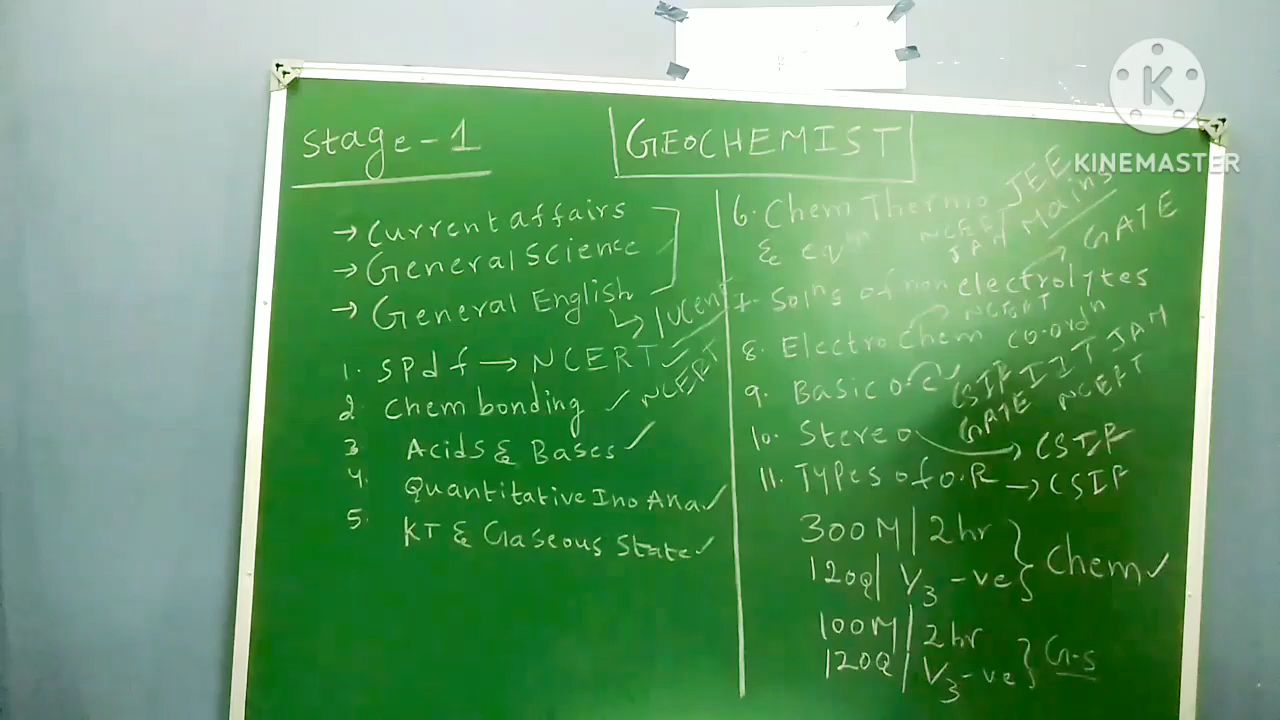 Stage-1
GEOCHEMIST
→ Current affairs
→ General Science
→ General English
↳ lucent
1. spdf → NCERT ✓
2. Chem bonding ✓ NCERT
3 Acids & Bases ✓
4. Quantitative Ino Ana ✓
5. KT & Gaseous State ✓
6. Chem Thermo JEE
& eqm NCERT JAM Mains
7. Solns of non electrolytes → GATE
8. Electro Chem NCERT
9. Basic o.c co-ordn
CSIR IIT JAM
GATE NCERT
10. Stereo → CSIR
11. Types of O.R → CSIR
300M/2hr } Chem ✓
120Q/ 1/3 -ve
100M/2hr } G.S
120Q/ 1/3 -ve
K
KINEMASTER